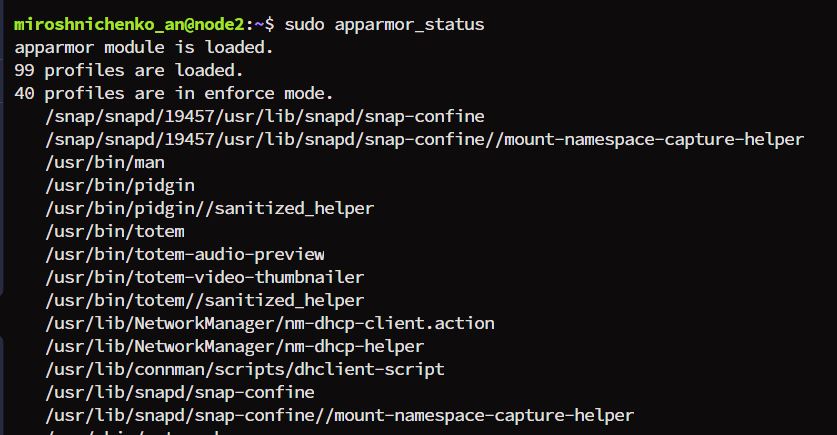 miroshnichenko_an@node2:~$ sudo apparmor_status
apparmor module is loaded.
99 profiles are loaded.
40 profiles are in enforce mode.
/snap/snapd/19457/usr/lib/snapd/snap-confine
/snap/snapd/19457/usr/lib/snapd/snap-confine//mount-namespace-capture-helper
/usr/bin/man
/usr/bin/pidgin
/usr/bin/pidgin//sanitized_helper
/usr/bin/totem
/usr/bin/totem-audio-preview
/usr/bin/totem-video-thumbnailer
/usr/bin/totem//sanitized_helper
/usr/lib/NetworkManager/nm-dhcp-client.action
/usr/lib/NetworkManager/nm-dhcp-helper
/usr/lib/connman/scripts/dhclient-script
/usr/lib/snapd/snap-confine
/usr/lib/snapd/snap-confine//mount-namespace-capture-helper